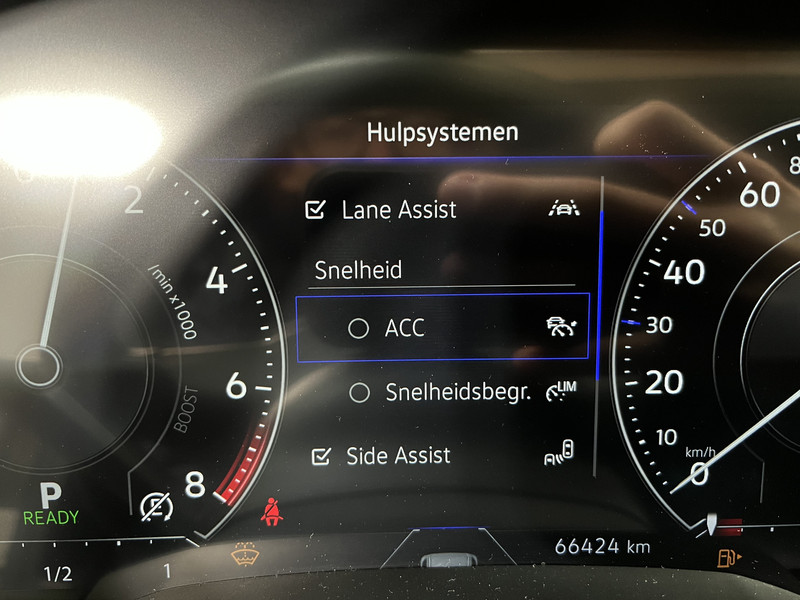 Hulpsystemen
Lane Assist
Snelheid
ACC
Snelheidsbegr.
LIM
Side Assist
2
4
6
8
/min x1000
BOOST
P
READY
E
1/2
1
8
60
50
40
30
20
10
km/h
0
66424 km